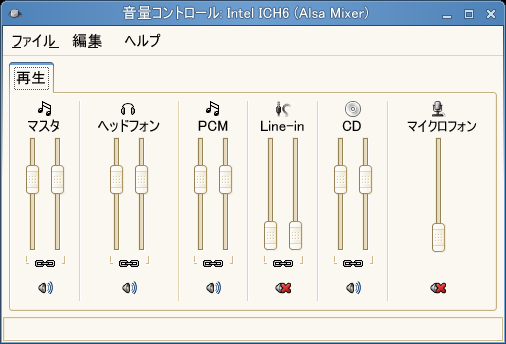 音量コントロール: Intel ICH6 (Alsa Mixer)
ファイル 編集 ヘルプ
再生
マスタ ヘッドフォン PCM Line-in CD マイクロフォン